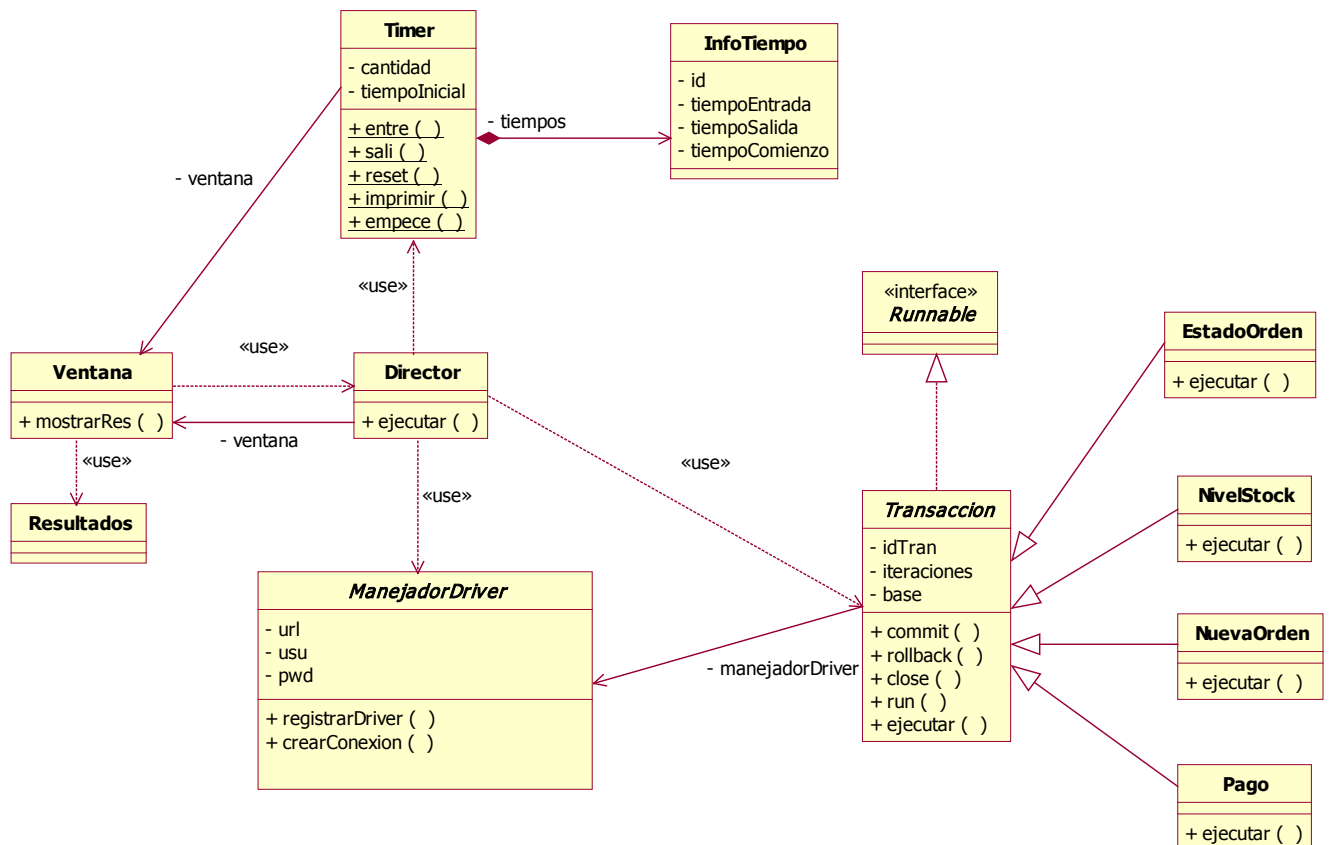 Timer
- cantidad
- tiempoInicial
+ entre ( )
+ sali ( )
+ reset ( )
+ imprimir ( )
+ empece ( )
- tiempos
InfoTiempo
- id
- tiempoEntrada
- tiempoSalida
- tiempoComienzo
- ventana
«use»
«interface»
Runnable
«use»
Ventana
+ mostrarRes ( )
Director
+ ejecutar ( )
- ventana
«use»
«use»
«use»
Resultados
ManejadorDriver
- url
- usu
- pwd
+ registrarDriver ( )
+ crearConexion ( )
- manejadorDriver
Transaccion
- idTran
- iteraciones
- base
+ commit ( )
+ rollback ( )
+ close ( )
+ run ( )
+ ejecutar ( )
EstadoOrden
+ ejecutar ( )
NivelStock
+ ejecutar ( )
NuevaOrden
+ ejecutar ( )
Pago
+ ejecutar ( )